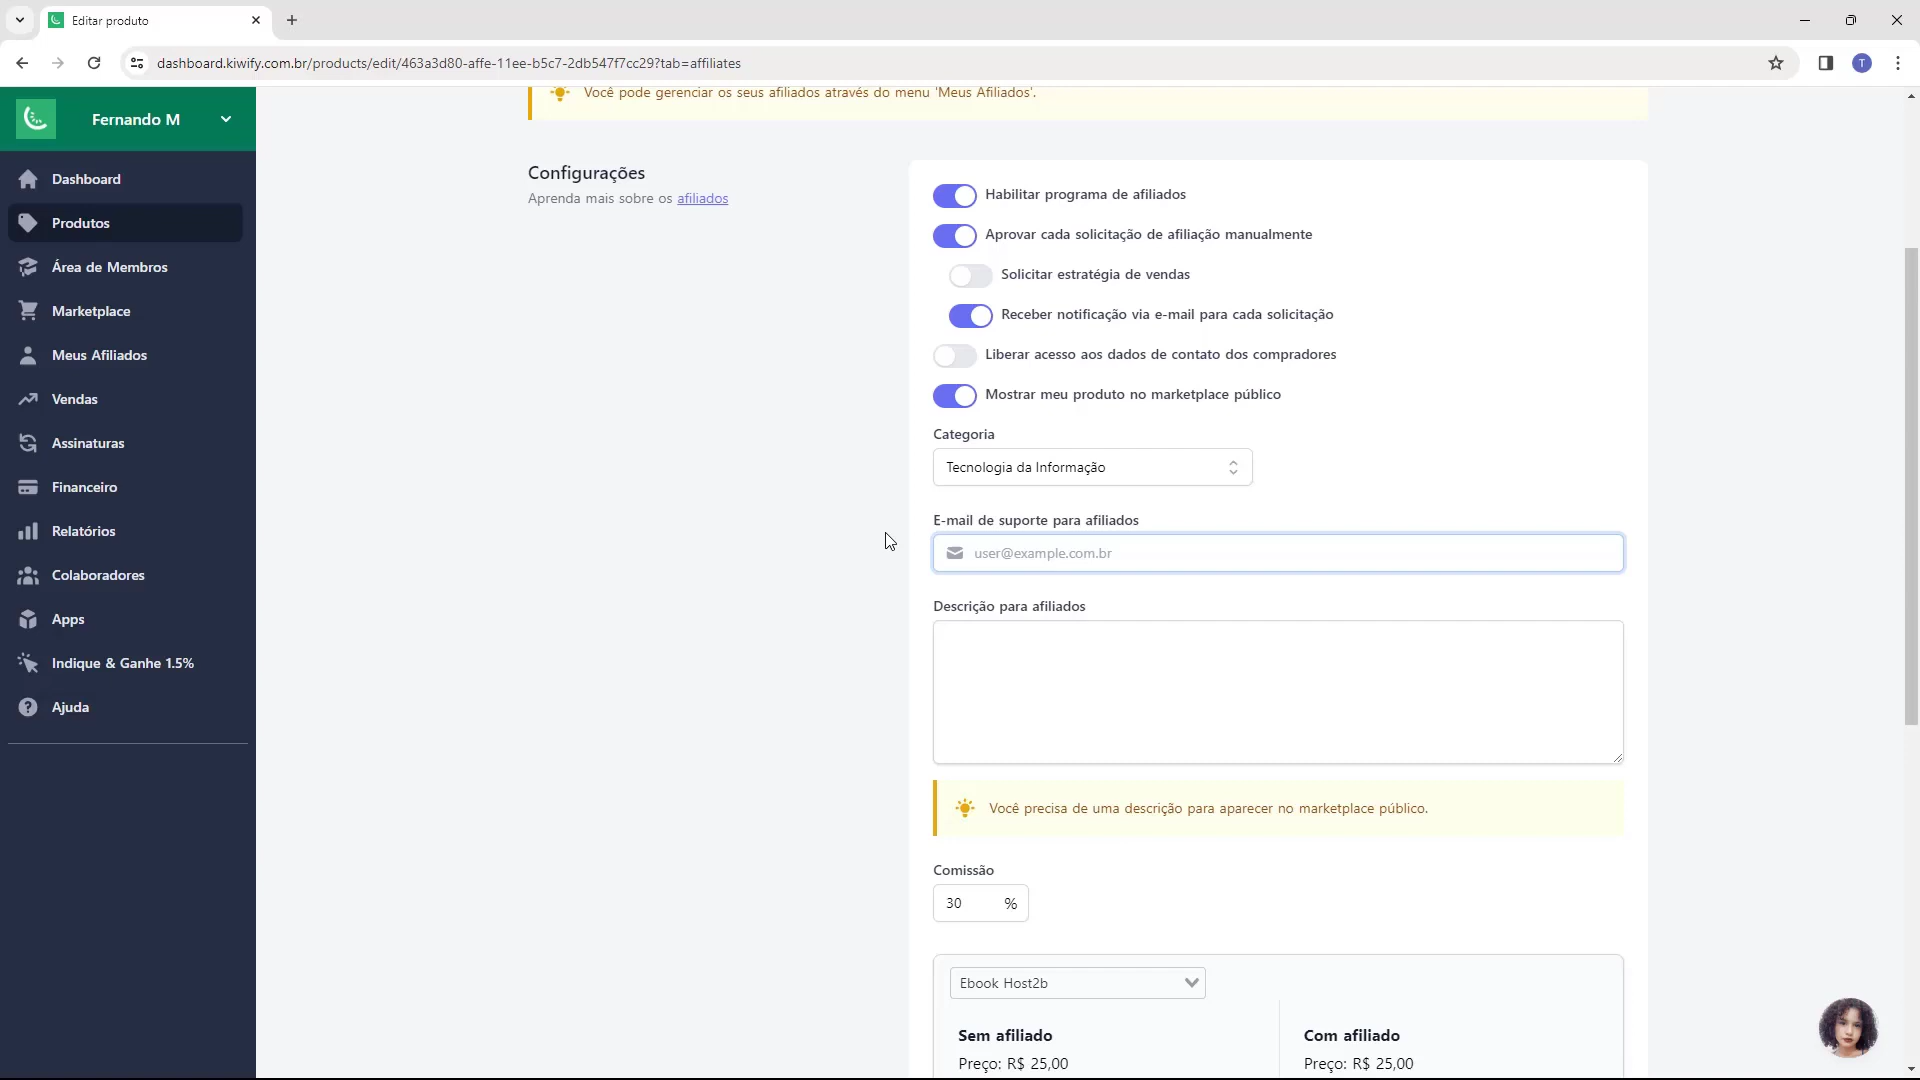 Editar produto
dashboard.kiwify.com.br/products/edit/463a3d80-affe-11ee-b5c7-2db547f7cc29?tab=affiliates
T
Fernando M
Dashboard
Produtos
Área de Membros
Marketplace
Meus Afiliados
Vendas
Assinaturas
Financeiro
Relatórios
Colaboradores
Apps
Indique & Ganhe 1.5%
Ajuda
Você pode gerenciar os seus afiliados através do menu 'Meus Afiliados'.
Configurações
Aprenda mais sobre os afiliados
Habilitar programa de afiliados
Aprovar cada solicitação de afiliação manualmente
Solicitar estratégia de vendas
Receber notificação via e-mail para cada solicitação
Liberar acesso aos dados de contato dos compradores
Mostrar meu produto no marketplace público
Categoria
Tecnologia da Informação
E-mail de suporte para afiliados
user@example.com.br
Descrição para afiliados
Você precisa de uma descrição para aparecer no marketplace público.
Comissão
30 %
Ebook Host2b
Sem afiliado
Preço: R$ 25,00
Com afiliado
Preço: R$ 25,00